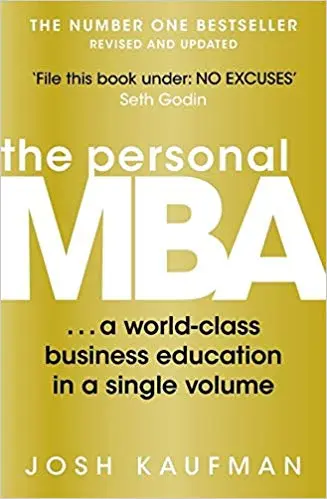 THE NUMBER ONE BESTSELLER
REVISED AND UPDATED
‘File this book under: NO EXCUSES’
Seth Godin
the personal
MBA
...a world-class
business education
in a single volume
JOSH KAUFMAN